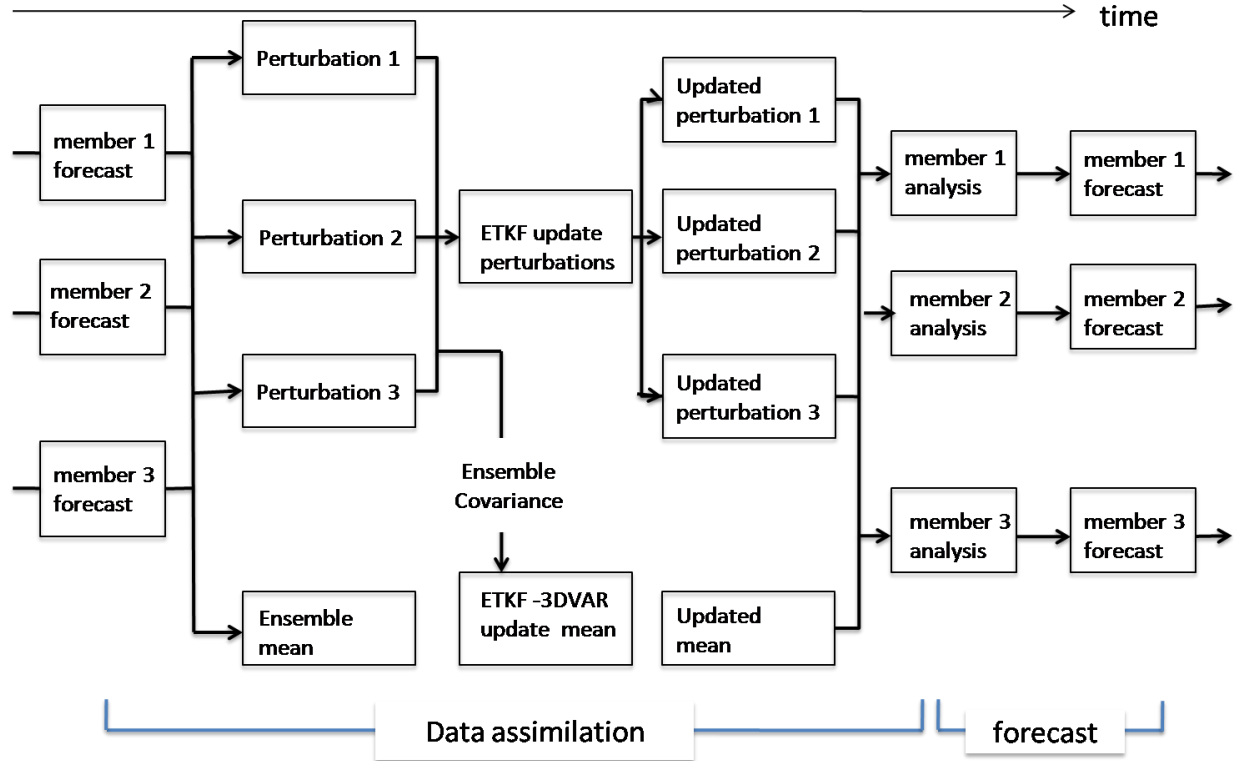 time
member 1
forecast
member 2
forecast
member 3
forecast
Perturbation 1
Perturbation 2
Perturbation 3
Ensemble
mean
ETKF update
perturbations
Ensemble
Covariance
ETKF -3DVAR
update mean
Updated
perturbation 1
Updated
perturbation 2
Updated
perturbation 3
Updated
mean
member 1
analysis
member 2
analysis
member 3
analysis
member 1
forecast
member 2
forecast
member 3
forecast
Data assimilation
forecast